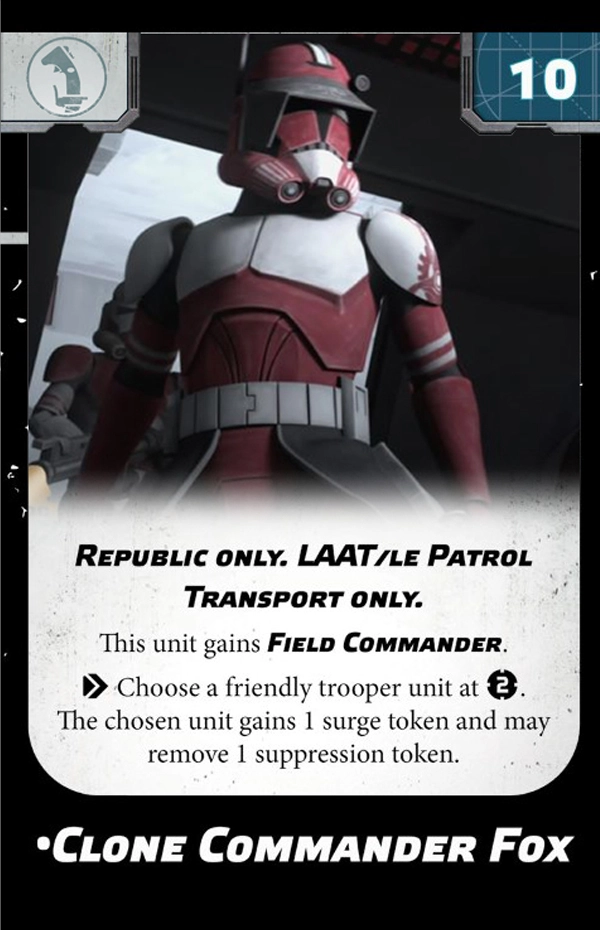 10
REPUBLIC ONLY. LAAT/LE PATROL
TRANSPORT ONLY.
This unit gains FIELD COMMANDER.
Choose a friendly trooper unit at 2.
The chosen unit gains 1 surge token and may
remove 1 suppression token.
•CLONE COMMANDER FOX